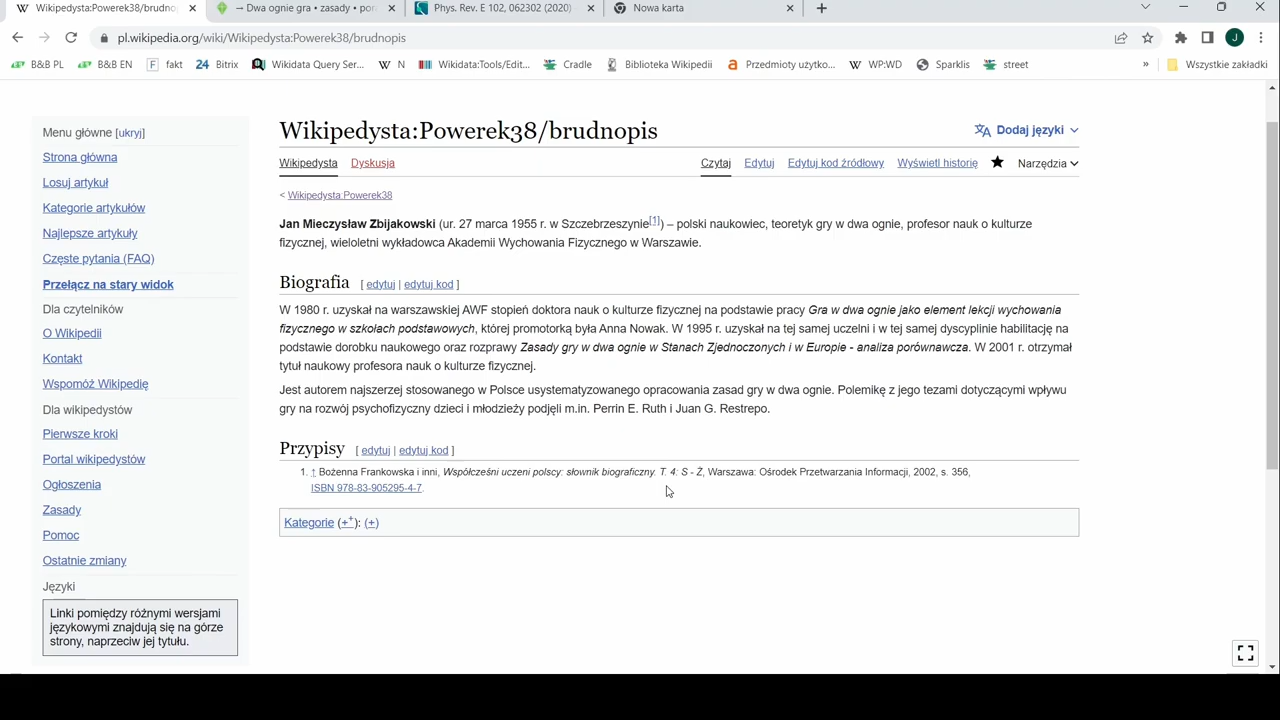 Wikipedysta:Powerek38/brudno
→ Dwa ognie gra • zasady • por
Phys. Rev. E 102, 062302 (2020)
Nowa karta
pl.wikipedia.org/wiki/Wikipedysta:Powerek38/brudnopis
J
B&B PL
B&B EN
fakt
24 Bitrix
Wikidata Query Ser...
W N
Wikidata:Tools/Edit...
Cradle
Biblioteka Wikipedii
Przedmioty użytko...
W WP:WD
Sparklis
street
»
Wszystkie zakładki
Menu główne [ukryj]
Strona główna
Losuj artykuł
Kategorie artykułów
Najlepsze artykuły
Częste pytania (FAQ)
Przełącz na stary widok
Dla czytelników
O Wikipedii
Kontakt
Wspomóż Wikipedię
Dla wikipedystów
Pierwsze kroki
Portal wikipedystów
Ogłoszenia
Zasady
Pomoc
Ostatnie zmiany
Języki
Linki pomiędzy różnymi wersjami
językowymi znajdują się na górze
strony, naprzeciw jej tytułu.
Wikipedysta:Powerek38/brudnopis
Dodaj języki
Wikipedysta Dyskusja
Czytaj Edytuj Edytuj kod źródłowy Wyświetl historię ★ Narzędzia
< Wikipedysta:Powerek38
Jan Mieczysław Zbijakowski (ur. 27 marca 1955 r. w Szczebrzeszynie[1]) – polski naukowiec, teoretyk gry w dwa ognie, profesor nauk o kulturze
fizycznej, wieloletni wykładowca Akademii Wychowania Fizycznego w Warszawie.
Biografia [ edytuj | edytuj kod ]
W 1980 r. uzyskał na warszawskiej AWF stopień doktora nauk o kulturze fizycznej na podstawie pracy Gra w dwa ognie jako element lekcji wychowania
fizycznego w szkołach podstawowych, której promotorką była Anna Nowak. W 1995 r. uzyskał na tej samej uczelni i w tej samej dyscyplinie habilitację na
podstawie dorobku naukowego oraz rozprawy Zasady gry w dwa ognie w Stanach Zjednoczonych i w Europie - analiza porównawcza. W 2001 r. otrzymał
tytuł naukowy profesora nauk o kulturze fizycznej.
Jest autorem najszerzej stosowanego w Polsce usystematyzowanego opracowania zasad gry w dwa ognie. Polemikę z jego tezami dotyczącymi wpływu
gry na rozwój psychofizyczny dzieci i młodzieży podjęli m.in. Perrin E. Ruth i Juan G. Restrepo.
Przypisy [ edytuj | edytuj kod ]
1. ↑ Bożenna Frankowska i inni, Współcześni uczeni polscy: słownik biograficzny. T. 4: S - Ż, Warszawa: Ośrodek Przetwarzania Informacji, 2002, s. 356,
ISBN 978-83-905295-4-7.
Kategorie (++): (+)